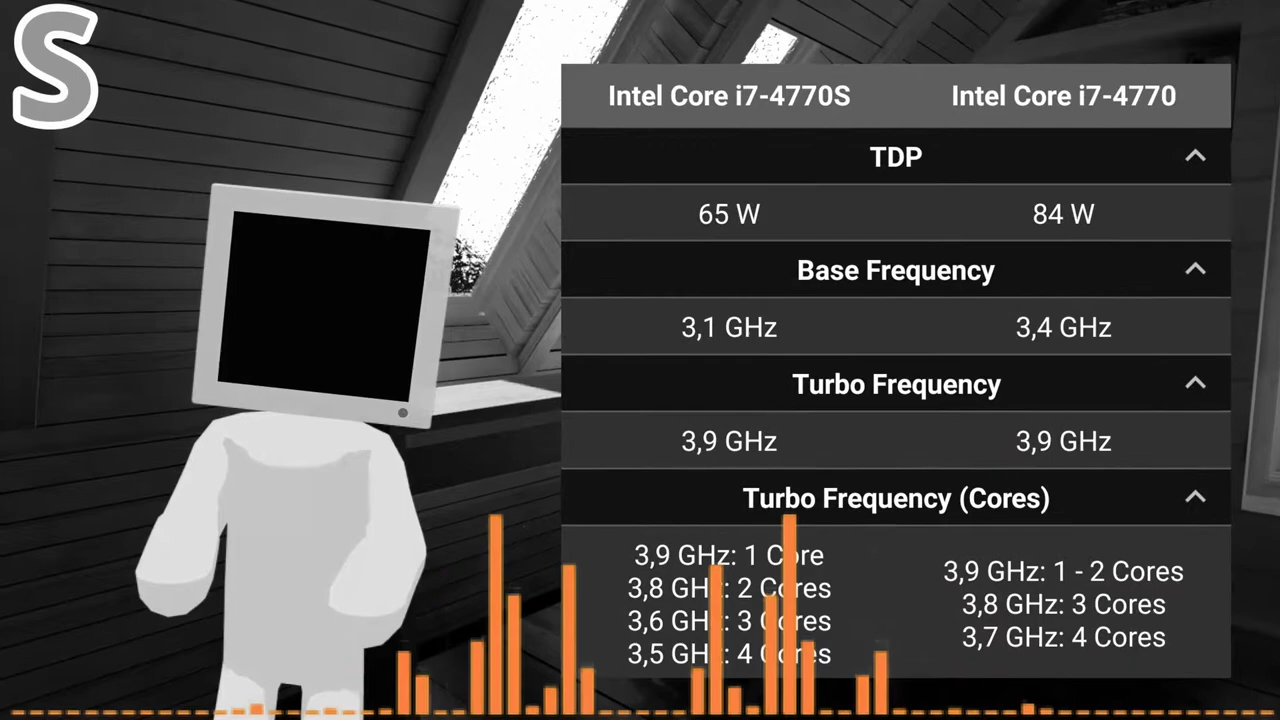 S
Intel Core i7-4770S Intel Core i7-4770
TDP
65 W 84 W
Base Frequency
3,1 GHz 3,4 GHz
Turbo Frequency
3,9 GHz 3,9 GHz
Turbo Frequency (Cores)
3,9 GHz: 1 Core
3,8 GHz: 2 Cores
3,6 GHz: 3 Cores
3,5 GHz: 4 Cores
3,9 GHz: 1 - 2 Cores
3,8 GHz: 3 Cores
3,7 GHz: 4 Cores